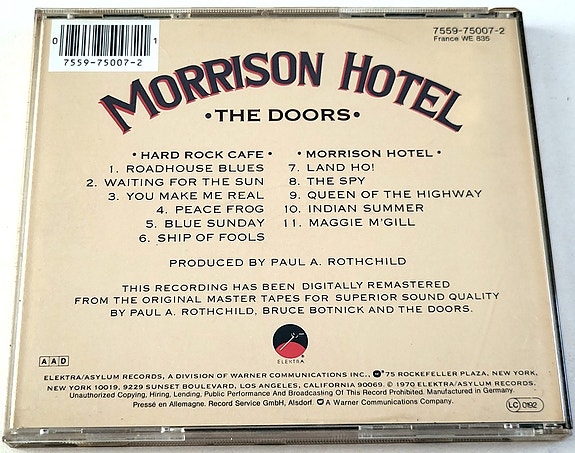 0 1
7559-75007-2
7559-75007-2
France WE 835
MORRISON HOTEL
•THE DOORS•
• HARD ROCK CAFE •
1. ROADHOUSE BLUES
2. WAITING FOR THE SUN
3. YOU MAKE ME REAL
4. PEACE FROG
5. BLUE SUNDAY
6. SHIP OF FOOLS
• MORRISON HOTEL •
7. LAND HO!
8. THE SPY
9. QUEEN OF THE HIGHWAY
10. INDIAN SUMMER
11. MAGGIE M'GILL
PRODUCED BY PAUL A. ROTHCHILD
THIS RECORDING HAS BEEN DIGITALLY REMASTERED
FROM THE ORIGINAL MASTER TAPES FOR SUPERIOR SOUND QUALITY
BY PAUL A. ROTHCHILD, BRUCE BOTNICK AND THE DOORS.
ELEKTRA
AAD
ELEKTRA/ASYLUM RECORDS, A DIVISION OF WARNER COMMUNICATIONS INC., 75 ROCKEFELLER PLAZA, NEW YORK,
NEW YORK 10019, 9229 SUNSET BOULEVARD, LOS ANGELES, CALIFORNIA 90069. © 1970 ELEKTRA/ASYLUM RECORDS.
Unauthorized Copying, Hiring, Lending, Public Performance And Broadcasting Of This Record Prohibited. Manufactured in Germany.
Pressé en Allemagne. Record Service GmbH, Alsdorf. A Warner Communications Company.
LC 0192